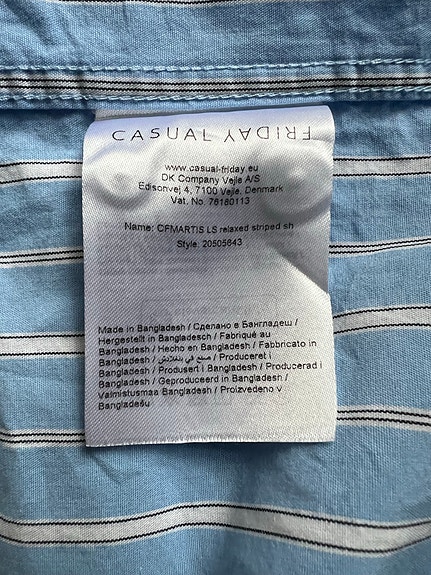 CASUAL FRIDAY
www.casual-friday.eu
DK Company Vejle A/S
Edisonvej 4, 7100 Vejle, Denmark
Vat. No. 76180113
Name: CFMARTIS LS relaxed striped sh
Style. 20505643
Made in Bangladesh / Сделано в Бангладеш /
Hergestellt in Bangladesch / Fabriqué au
Bangladesh / Hecho en Bangladesh / Fabbricato in
Bangladesh / صنع في بنغلادش / Produceret i
Bangladesh / Produsert i Bangladesh / Producerad i
Bangladesh / Geproduceerd in Bangladesh /
Valmistusmaa Bangladesh / Proizvedeno v
Bangladešu